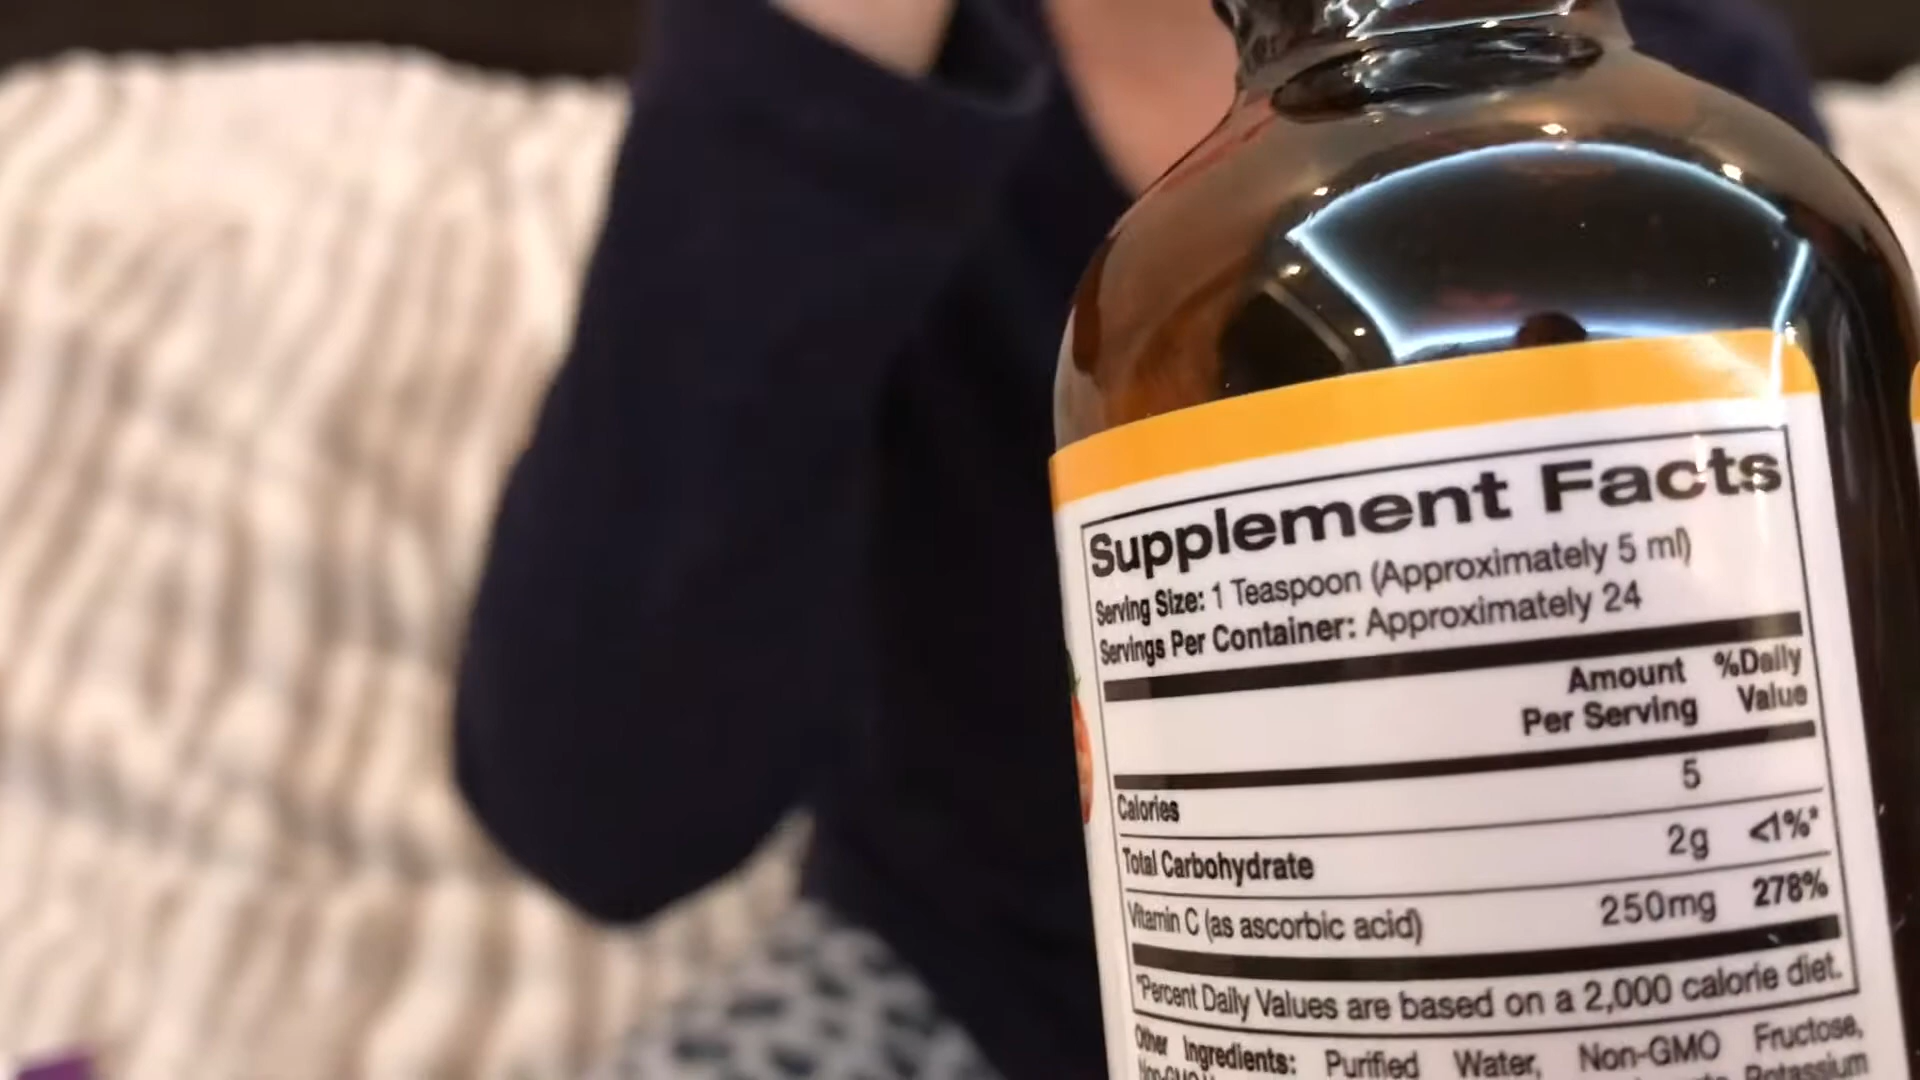 Supplement Facts
Serving Size: 1 Teaspoon (Approximately 5 ml)
Servings Per Container: Approximately 24
Amount Per Serving %Daily Value
Calories 5
Total Carbohydrate 2g <1%*
Vitamin C (as ascorbic acid) 250mg 278%
*Percent Daily Values are based on a 2,000 calorie diet.
Other Ingredients: Purified Water, Non-GMO Fructose,
Potassium